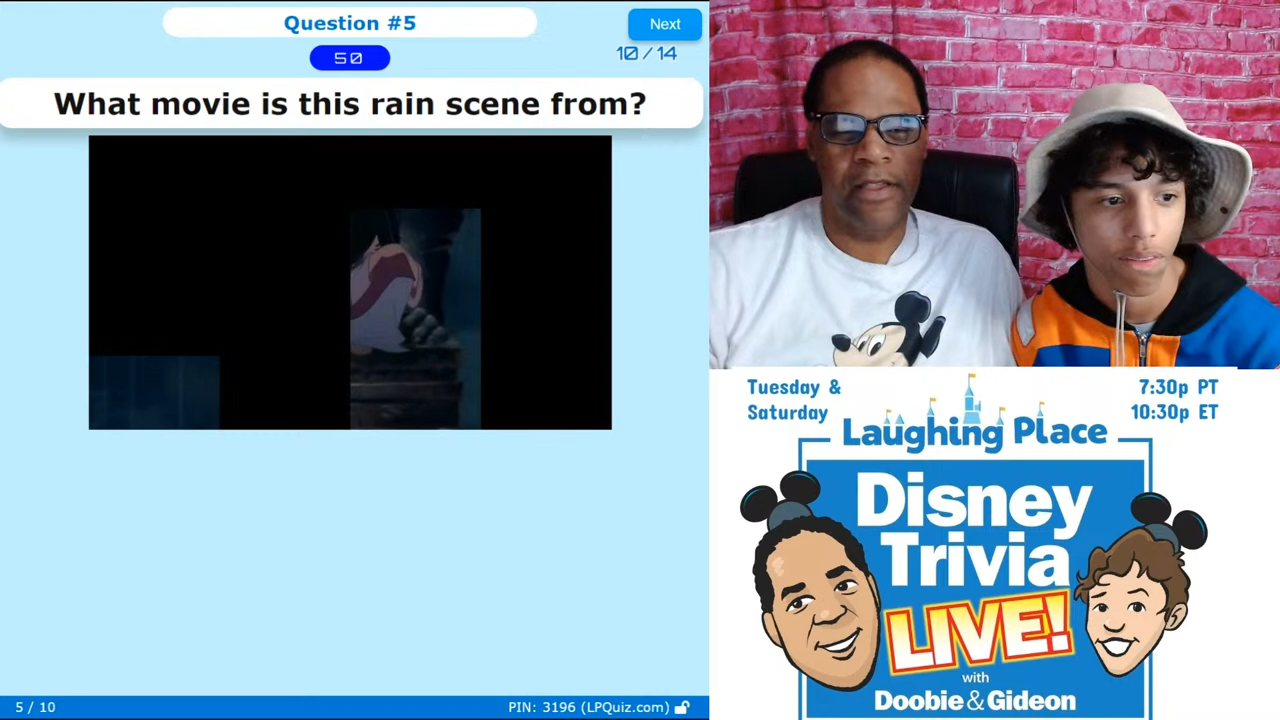 Question #5
Next
50
10/14
What movie is this rain scene from?
Tuesday &
Saturday
7:30p PT
10:30p ET
Laughing Place
Disney
Trivia
LIVE!
with
Doobie & Gideon
5 / 10
PIN: 3196 (LPQuiz.com)